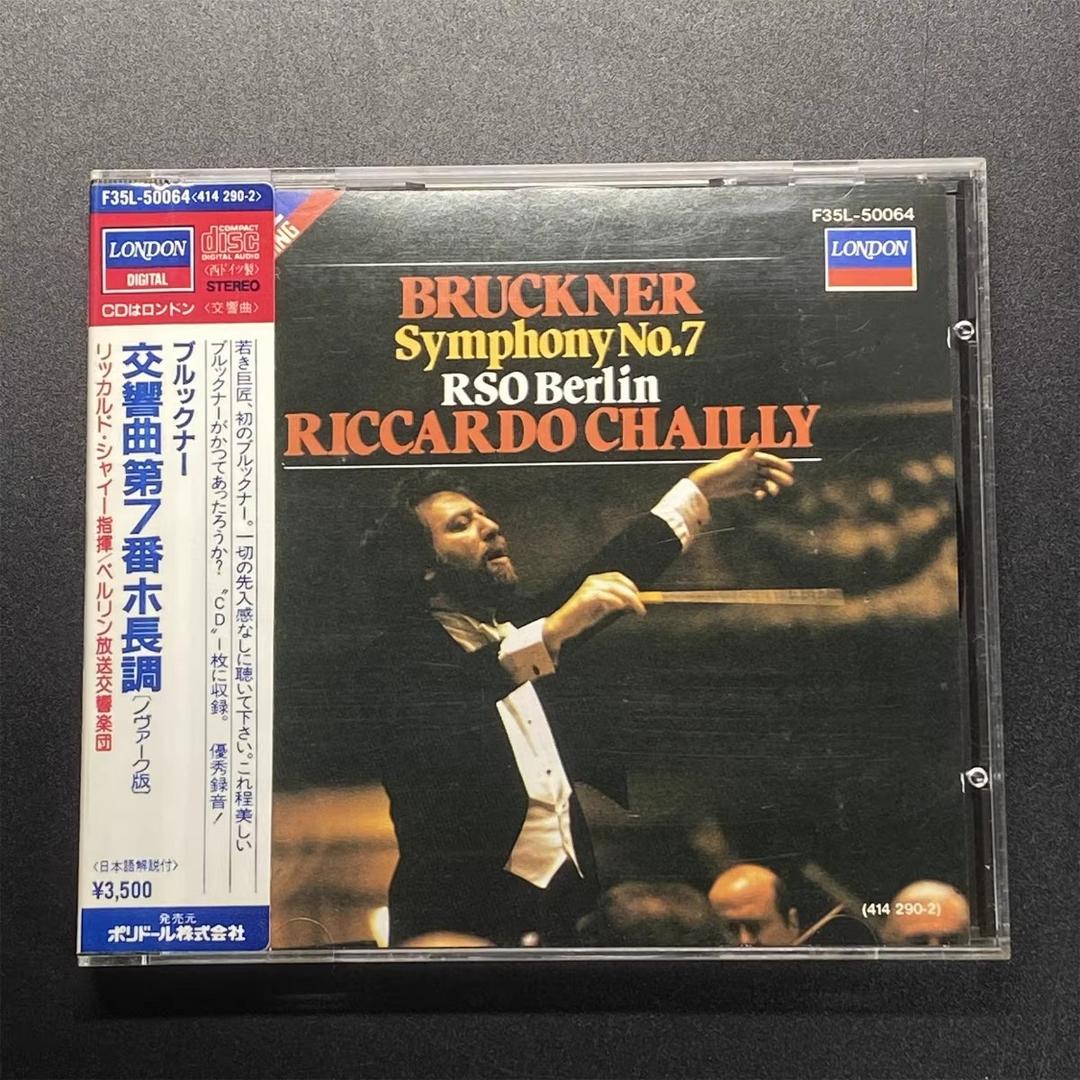 F35L-50064<414 290-2>
LONDON
DIGITAL
COMPACT
disc
DIGITAL AUDIO
〈西ドイツ製〉
STEREO
CDはロンドン 〈交響曲〉
若き巨匠、初のブルックナー。一切の先入感なしに聴いて下さい。これ程美しい
ブルックナーがかつてあったろうか? “CD”1枚に収録。 優秀録音!
ブルックナー
交響曲第7番ホ長調〔ノヴァーク版〕
リッカルド・シャイー指揮/ベルリン放送交響楽団
〈日本語解説付〉
¥3,500
発売元
ポリドール株式会社
F35L-50064
LONDON
BRUCKNER
Symphony No.7
RSO Berlin
RICCARDO CHAILLY
(414 290-2)